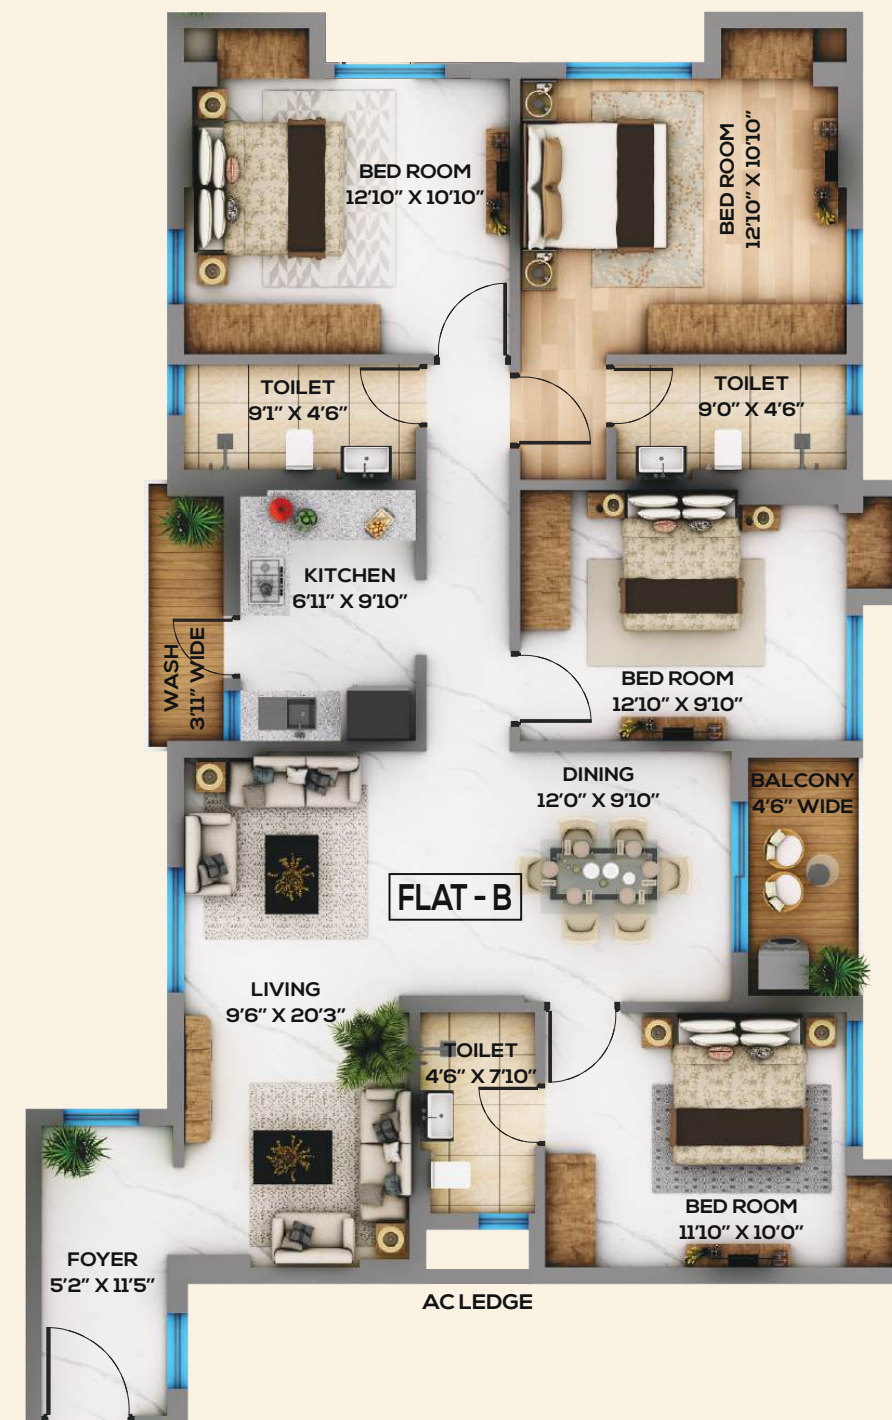 BED ROOM
12'10" X 10'10"
BED ROOM
12'10" X 10'10"
TOILET
9'1" X 4'6"
TOILET
9'0" X 4'6"
KITCHEN
6'11" X 9'10"
WASH
3'11" WIDE
BED ROOM
12'10" X 9'10"
DINING
12'0" X 9'10"
BALCONY
4'6" WIDE
FLAT - B
LIVING
9'6" X 20'3"
TOILET
4'6" X 7'10"
BED ROOM
11'10" X 10'0"
FOYER
5'2" X 11'5"
AC LEDGE